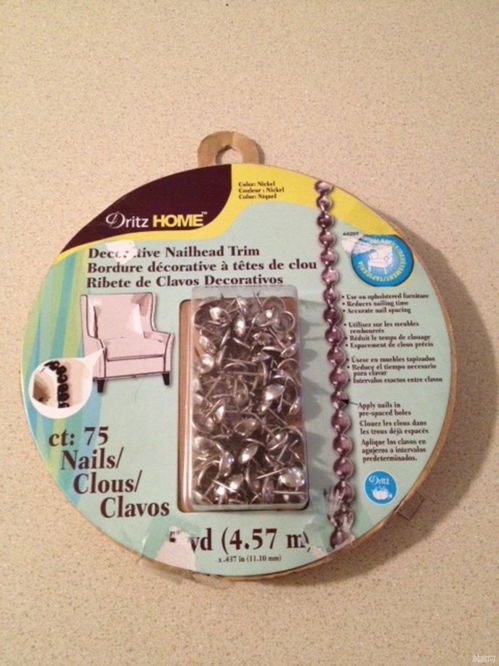 Color: Nickel
Couleur : Nickel
Color: Níquel
Dritz HOME™
Decorative Nailhead Trim
Bordure décorative à têtes de clou
Ribete de Clavos Decorativos
• Use on upholstered furniture
• Reduces nailing time
• Accurate nail spacing
• Utilisez sur les meubles
rembourrés
• Réduit le temps de clouage
• Espacement de clous précis
• Úsese en muebles tapizados
• Reduce el tiempo necesario
para clavar
• Intervalos exactos entre clavos
Apply nails in
pre-spaced holes
Clouez les clous dans
les trous déjà espacés
Aplique los clavos en
agujeros a intervalos
predeterminados.
ct: 75
Nails/
Clous/
Clavos
Dritz
yd (4.57 m)
x .437 in (11.10 mm)